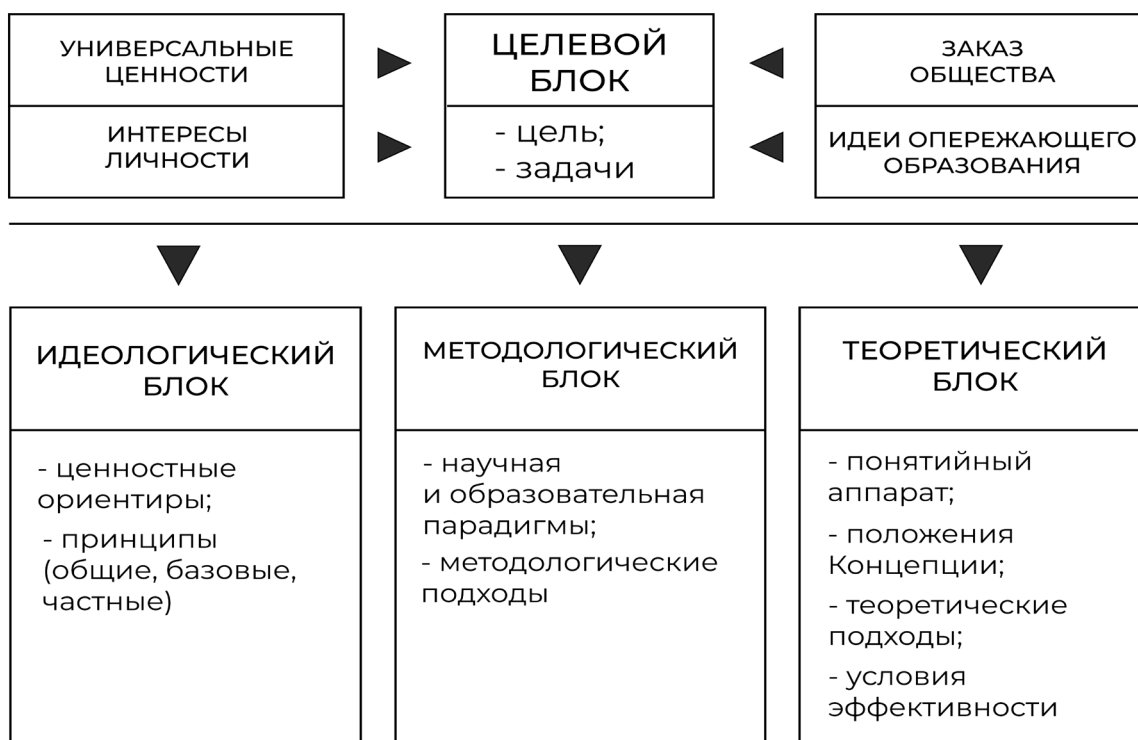 УНИВЕРСАЛЬНЫЕ
ЦЕННОСТИ
ИНТЕРЕСЫ
ЛИЧНОСТИ
ЦЕЛЕВОЙ
БЛОК
- цель;
- задачи
ЗАКАЗ
ОБЩЕСТВА
ИДЕИ ОПЕРЕЖАЮЩЕГО
ОБРАЗОВАНИЯ
ИДЕОЛОГИЧЕСКИЙ
БЛОК
- ценностные
ориентиры;
- принципы
(общие, базовые,
частные)
МЕТОДОЛОГИЧЕСКИЙ
БЛОК
- научная
и образовательная
парадигмы;
- методологические
подходы
ТЕОРЕТИЧЕСКИЙ
БЛОК
- понятийный
аппарат;
- положения
Концепции;
- теоретические
подходы;
- условия
эффективности